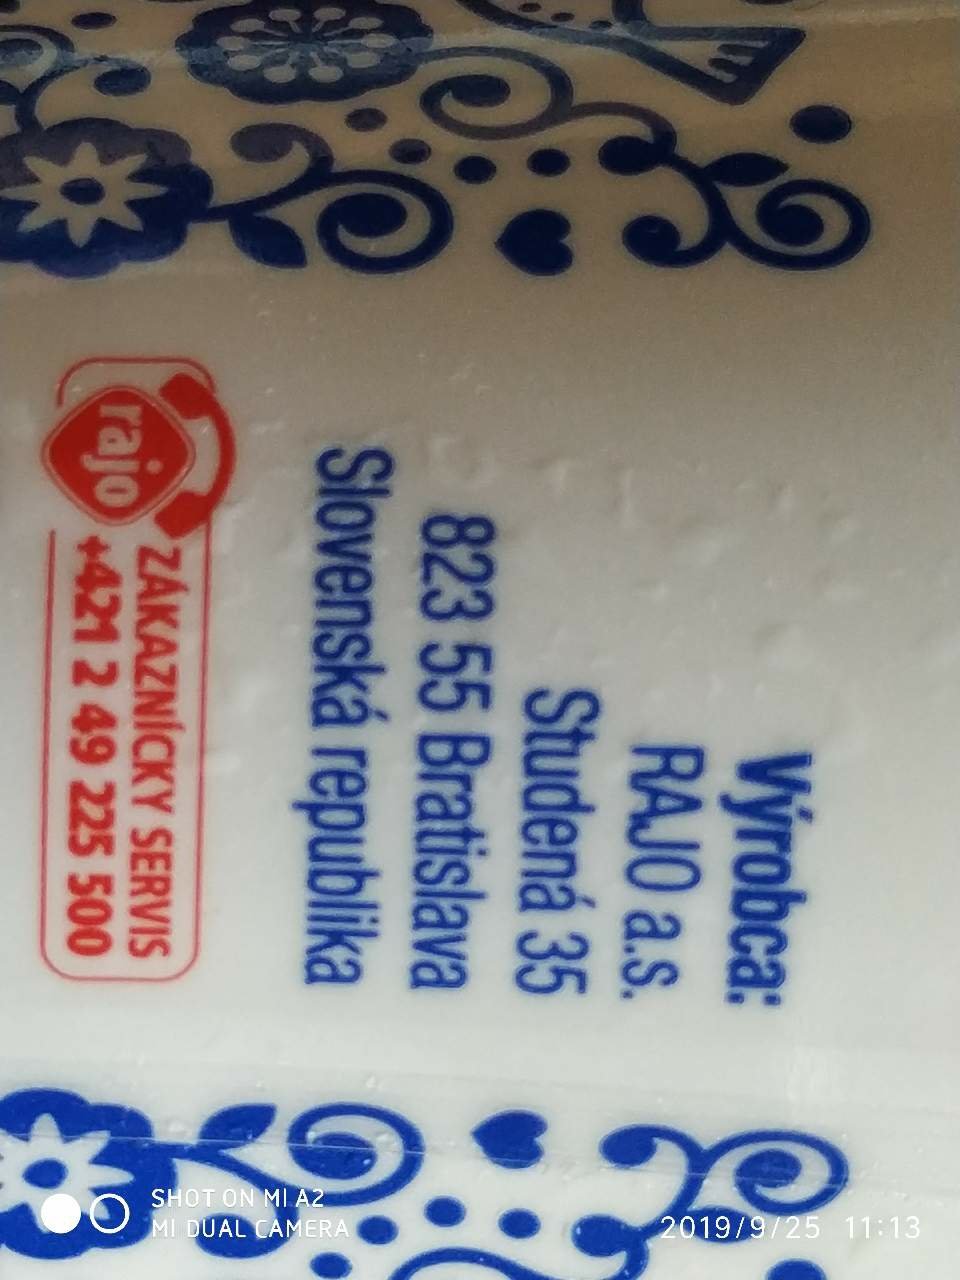 Výrobca:
RAJO a.s.
Studená 35
823 55 Bratislava
Slovenská republika
rajo
ZÁKAZNÍCKY SERVIS
+421 2 49 225 500
SHOT ON MI A2
MI DUAL CAMERA
2019/9/25 11:13